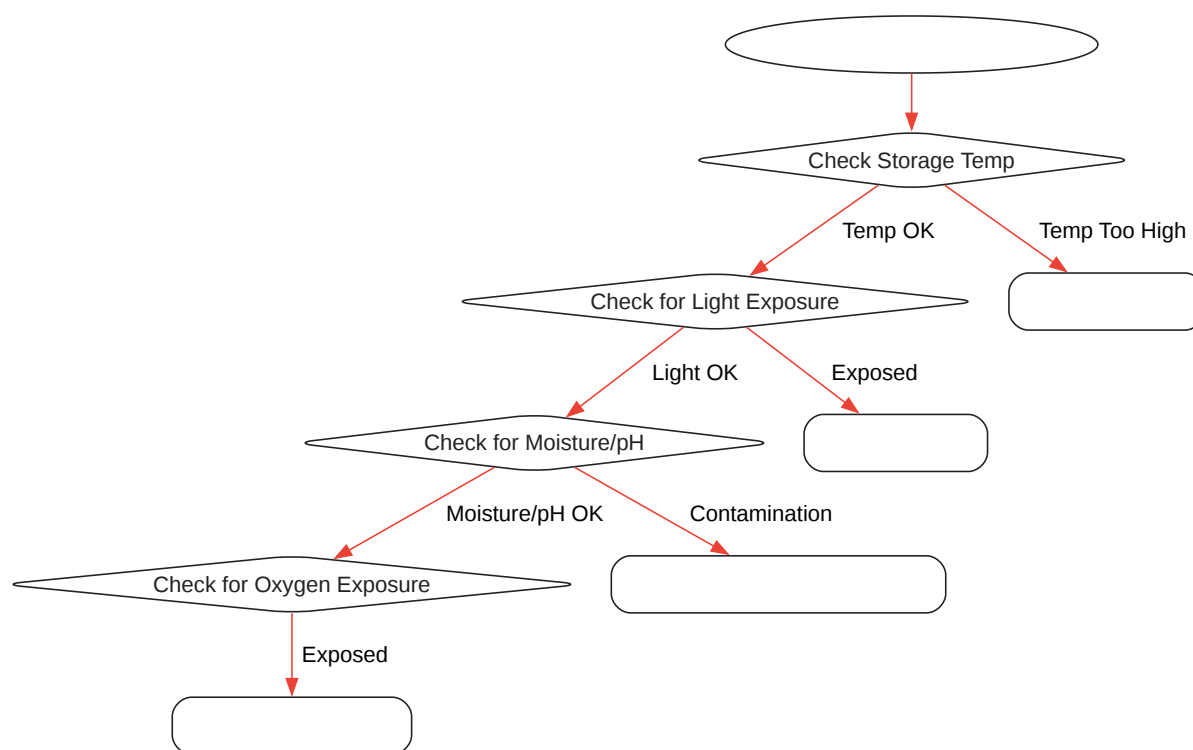 Check Storage Temp
Temp OK
Temp Too High
Check for Light Exposure
Light OK
Exposed
Check for Moisture/pH
Moisture/pH OK
Contamination
Check for Oxygen Exposure
Exposed